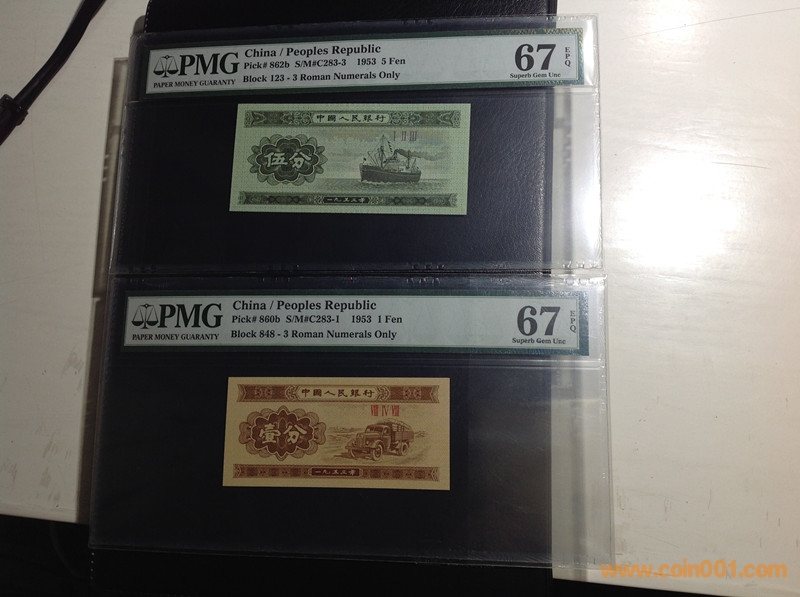 PMG
PAPER MONEY GUARANTY
China / Peoples Republic
Pick# 862b S/M#C283-3 1953 5 Fen
Block 123 - 3 Roman Numerals Only
67 EPQ
Superb Gem Unc
中國人民銀行
I II III
伍分
一九五三年
PMG
PAPER MONEY GUARANTY
China / Peoples Republic
Pick# 860b S/M#C283-1 1953 1 Fen
Block 848 - 3 Roman Numerals Only
67 EPQ
Superb Gem Unc
中國人民銀行
VIII IV VIII
壹分
一九五三年
www.coin001.com